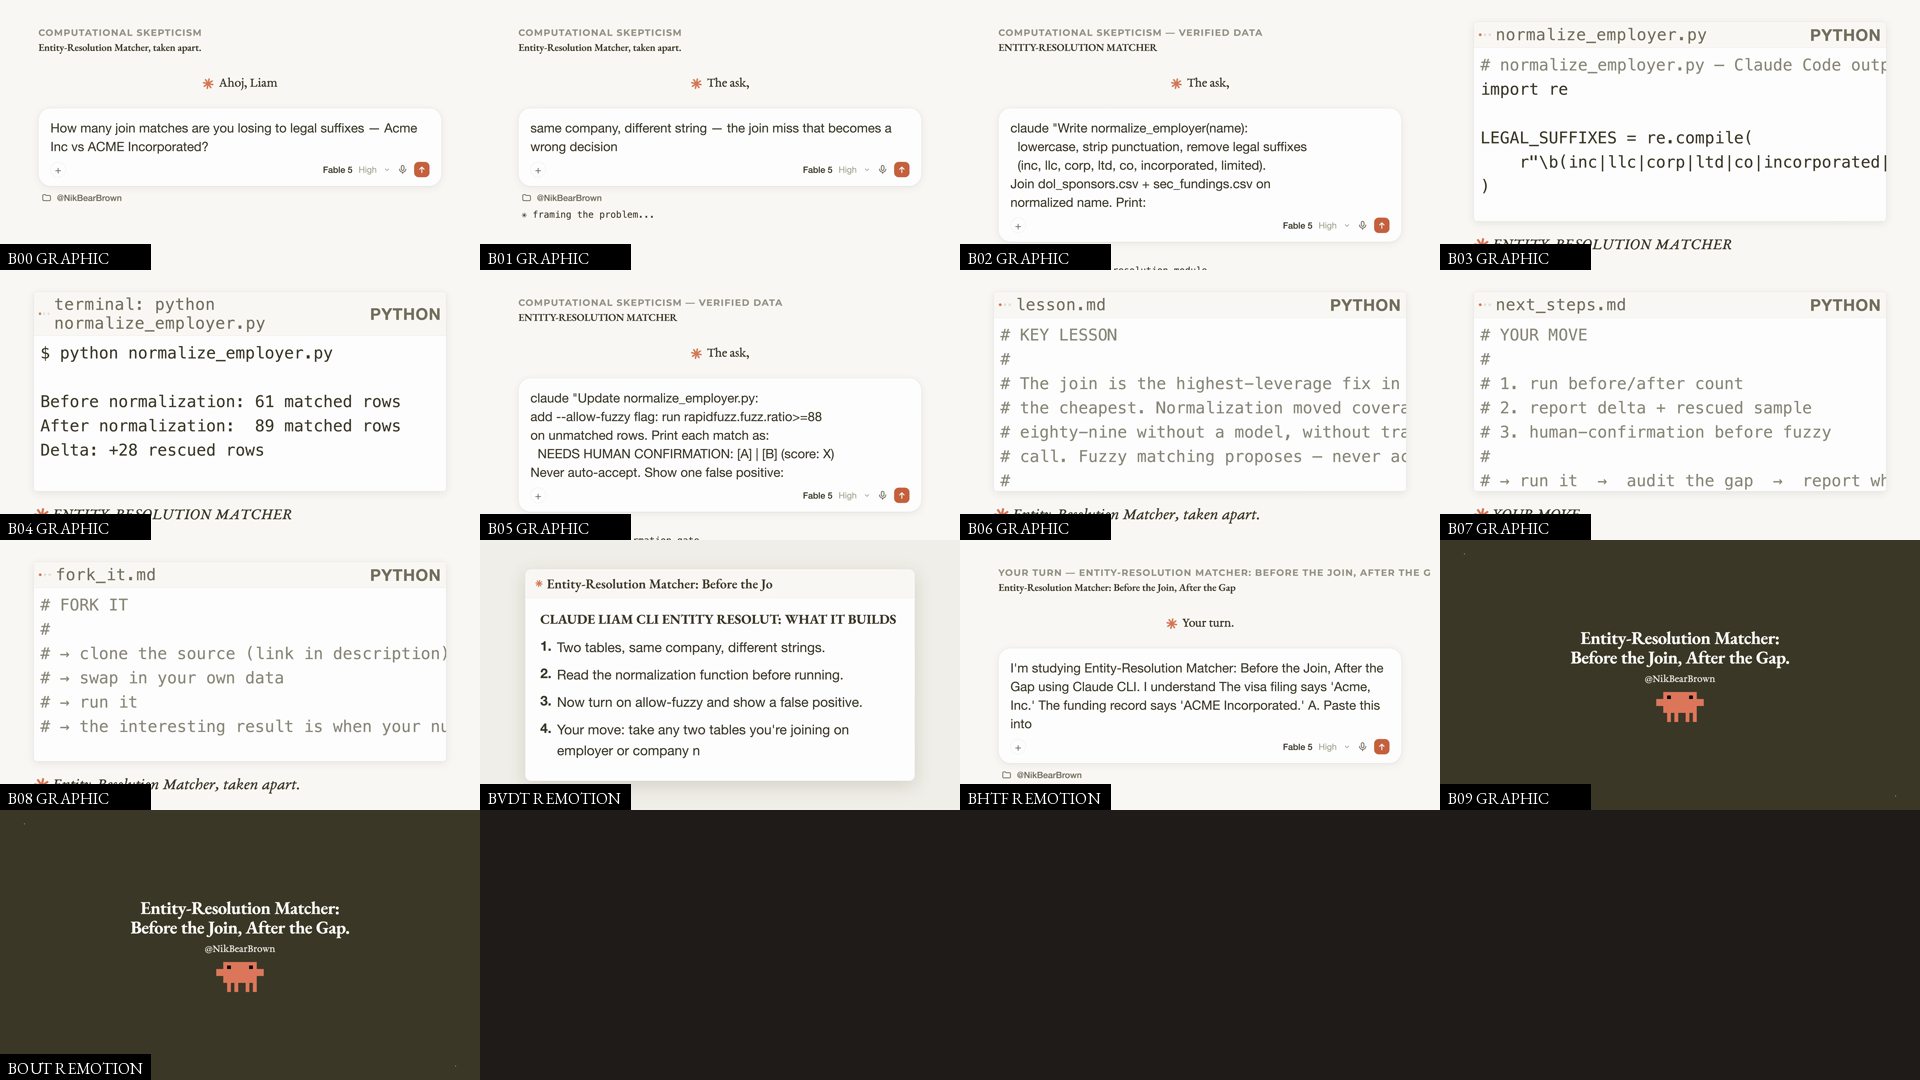 COMPUTATIONAL SKEPTICISM
Entity-Resolution Matcher, taken apart.
Ahoj, Liam
How many join matches are you losing to legal suffixes — Acme
Inc vs ACME Incorporated?
+
Fable 5 High
@NikBearBrown
B00 GRAPHIC
COMPUTATIONAL SKEPTICISM
Entity-Resolution Matcher, taken apart.
The ask,
same company, different string — the join miss that becomes a
wrong decision
+
Fable 5 High
@NikBearBrown
* framing the problem...
B01 GRAPHIC
COMPUTATIONAL SKEPTICISM — VERIFIED DATA
ENTITY-RESOLUTION MATCHER
The ask,
claude "Write normalize_employer(name):
lowercase, strip punctuation, remove legal suffixes
(inc, llc, corp, ltd, co, incorporated, limited).
Join dol_sponsors.csv + sec_fundings.csv on
normalized name. Print:
+
Fable 5 High
B02 GRAPHIC
normalize_employer.py
PYTHON
# normalize_employer.py — Claude Code outp
import re
LEGAL_SUFFIXES = re.compile(
r"\b(inc|llc|corp|ltd|co|incorporated|
)
ENTITY-RESOLUTION MATCHER
B03 GRAPHIC
terminal: python
normalize_employer.py
PYTHON
$ python normalize_employer.py
Before normalization: 61 matched rows
After normalization:  89 matched rows
Delta: +28 rescued rows
ENTITY-RESOLUTION MATCHER
B04 GRAPHIC
COMPUTATIONAL SKEPTICISM — VERIFIED DATA
ENTITY-RESOLUTION MATCHER
The ask,
claude "Update normalize_employer.py:
add --allow-fuzzy flag: run rapidfuzz.fuzz.ratio>=88
on unmatched rows. Print each match as:
NEEDS HUMAN CONFIRMATION: [A] | [B] (score: X)
Never auto-accept. Show one false positive:
+
Fable 5 High
B05 GRAPHIC
lesson.md
PYTHON
# KEY LESSON
#
# The join is the highest-leverage fix in
# the cheapest. Normalization moved covera
# eighty-nine without a model, without tra
# call. Fuzzy matching proposes — never ac
#
Entity-Resolution Matcher, taken apart.
B06 GRAPHIC
next_steps.md
PYTHON
# YOUR MOVE
#
# 1. run before/after count
# 2. report delta + rescued sample
# 3. human-confirmation before fuzzy
#
# → run it → audit the gap → report wh
YOUR MOVE
B07 GRAPHIC
fork_it.md
PYTHON
# FORK IT
#
# → clone the source (link in description)
# → swap in your own data
# → run it
# → the interesting result is when your nu
Entity-Resolution Matcher, taken apart.
B08 GRAPHIC
Entity-Resolution Matcher: Before the Jo
CLAUDE LIAM CLI ENTITY RESOLUT: WHAT IT BUILDS
1. Two tables, same company, different strings.
2. Read the normalization function before running.
3. Now turn on allow-fuzzy and show a false positive.
4. Your move: take any two tables you're joining on
employer or company n
BVDT REMOTION
YOUR TURN — ENTITY-RESOLUTION MATCHER: BEFORE THE JOIN, AFTER THE G
Entity-Resolution Matcher: Before the Join, After the Gap
Your turn.
I'm studying Entity-Resolution Matcher: Before the Join, After the
Gap using Claude CLI. I understand The visa filing says 'Acme,
Inc.' The funding record says 'ACME Incorporated.' A. Paste this
into
+
Fable 5 High
@NikBearBrown
BHTF REMOTION
Entity-Resolution Matcher:
Before the Join, After the Gap.
@NikBearBrown
B09 GRAPHIC
Entity-Resolution Matcher:
Before the Join, After the Gap.
@NikBearBrown
BOUT REMOTION